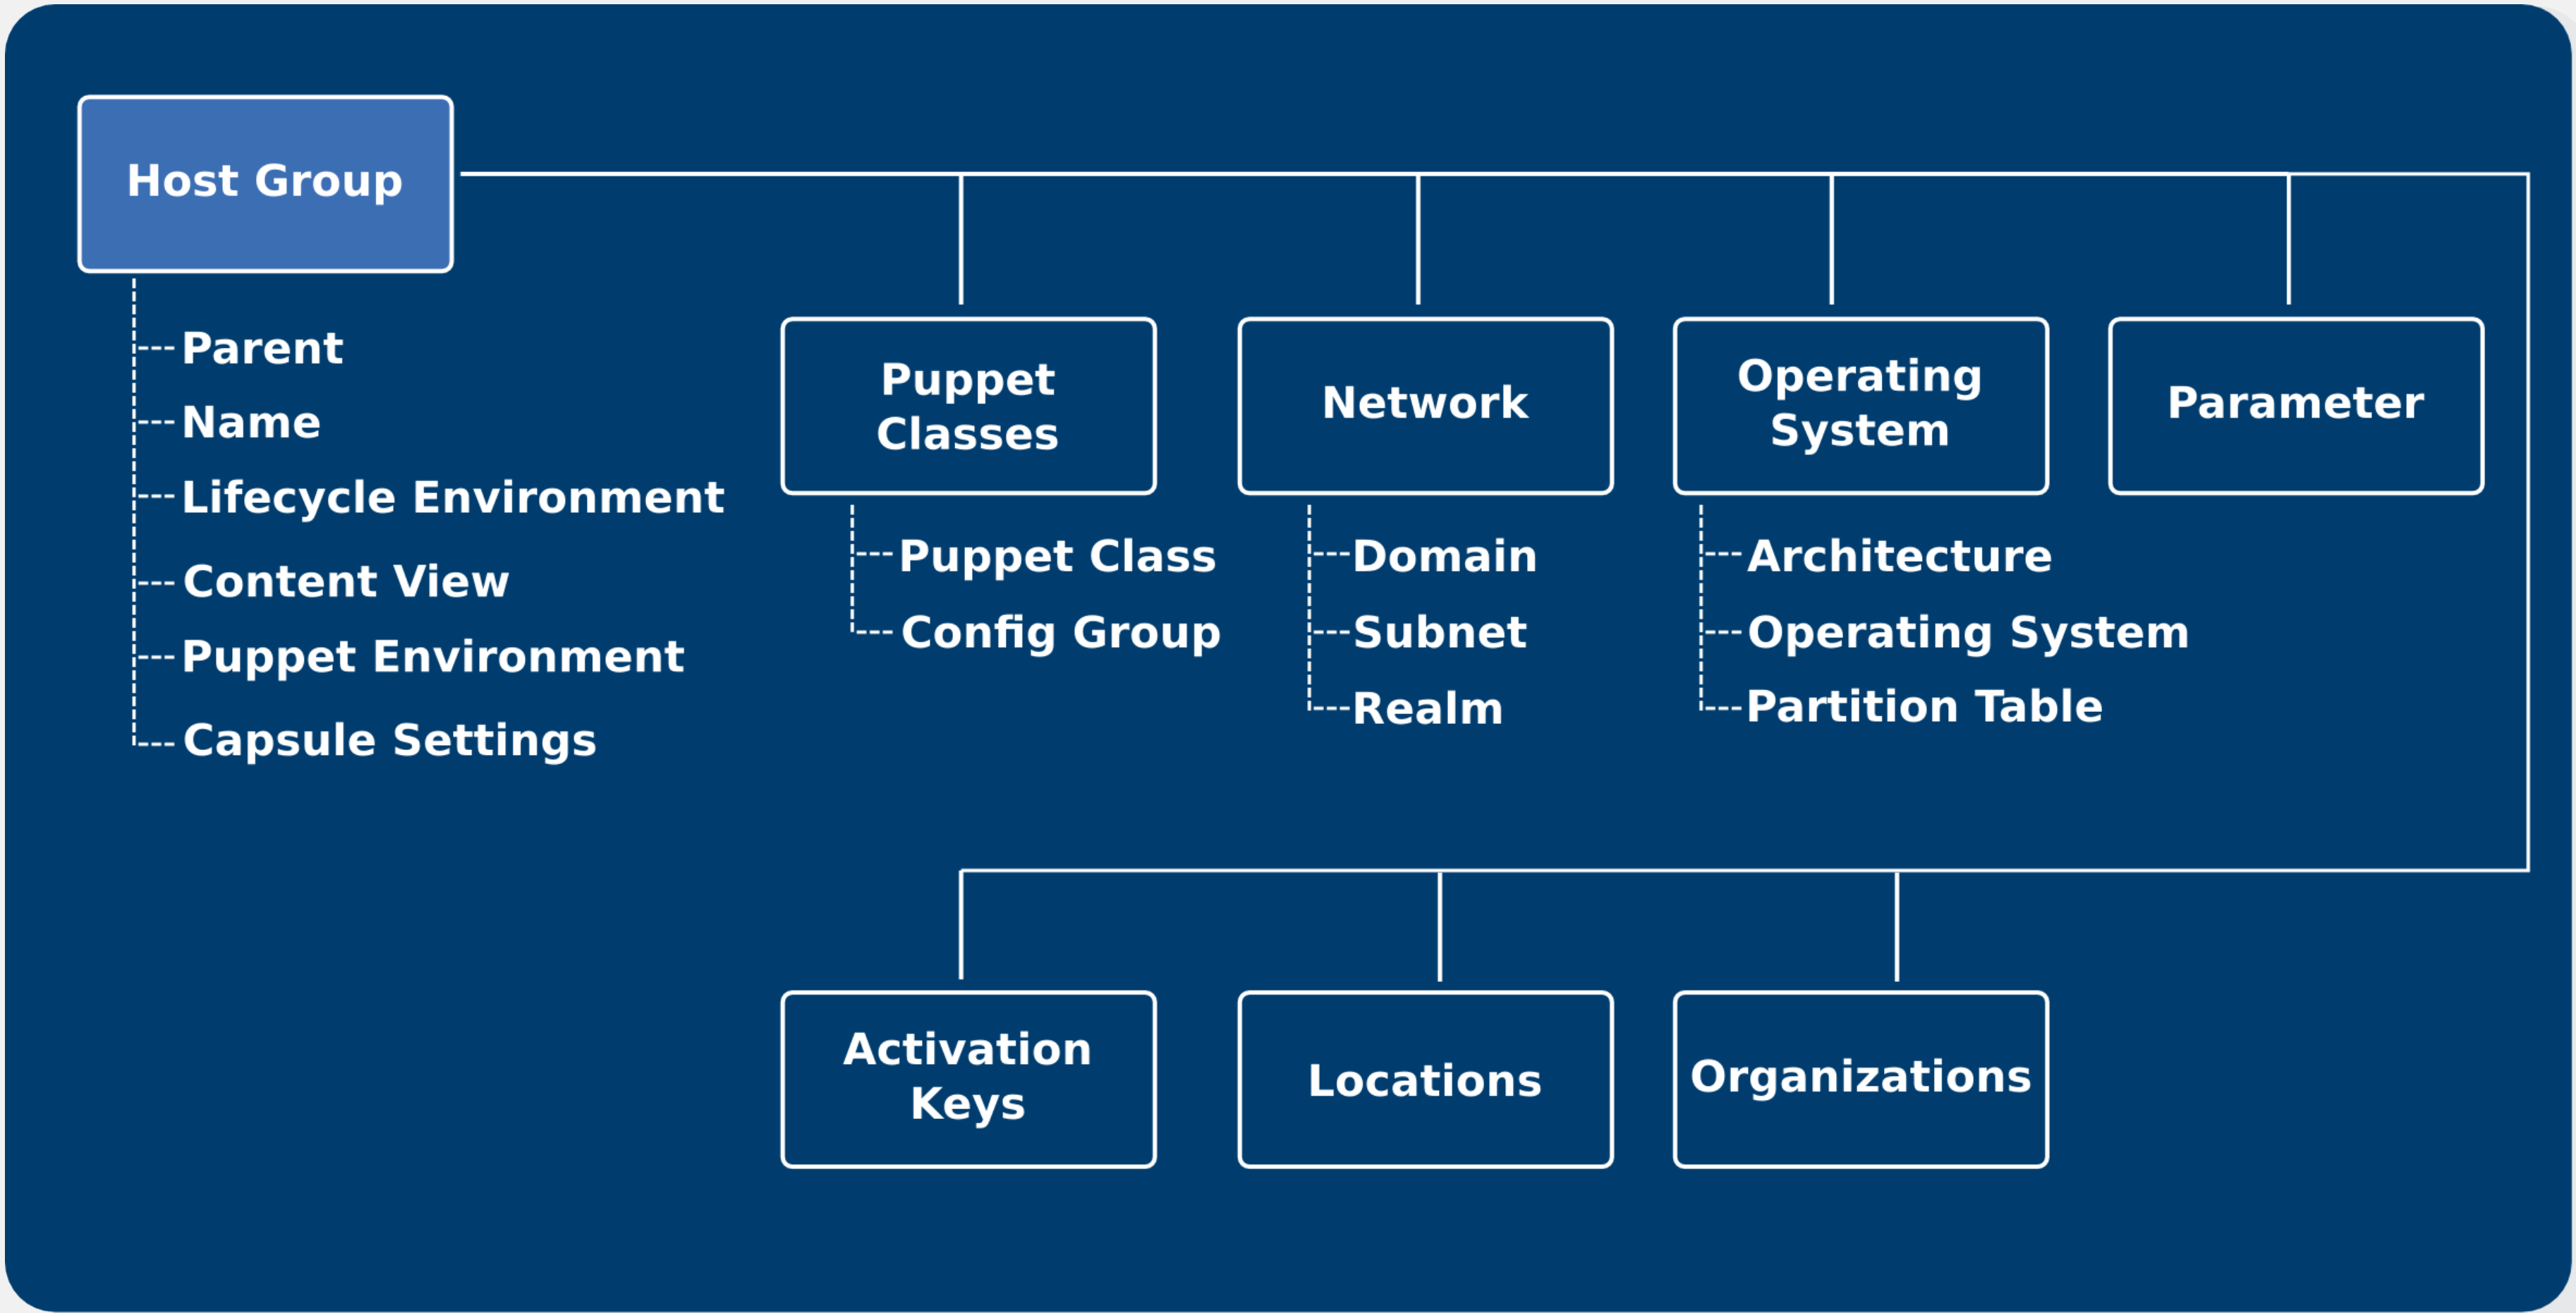 Host Group
Parent
Name
Lifecycle Environment
Content View
Puppet Environment
Capsule Settings
Puppet
Classes
Puppet Class
Config Group
Network
Domain
Subnet
Realm
Operating
System
Architecture
Operating System
Partition Table
Parameter
Activation
Keys
Locations
Organizations